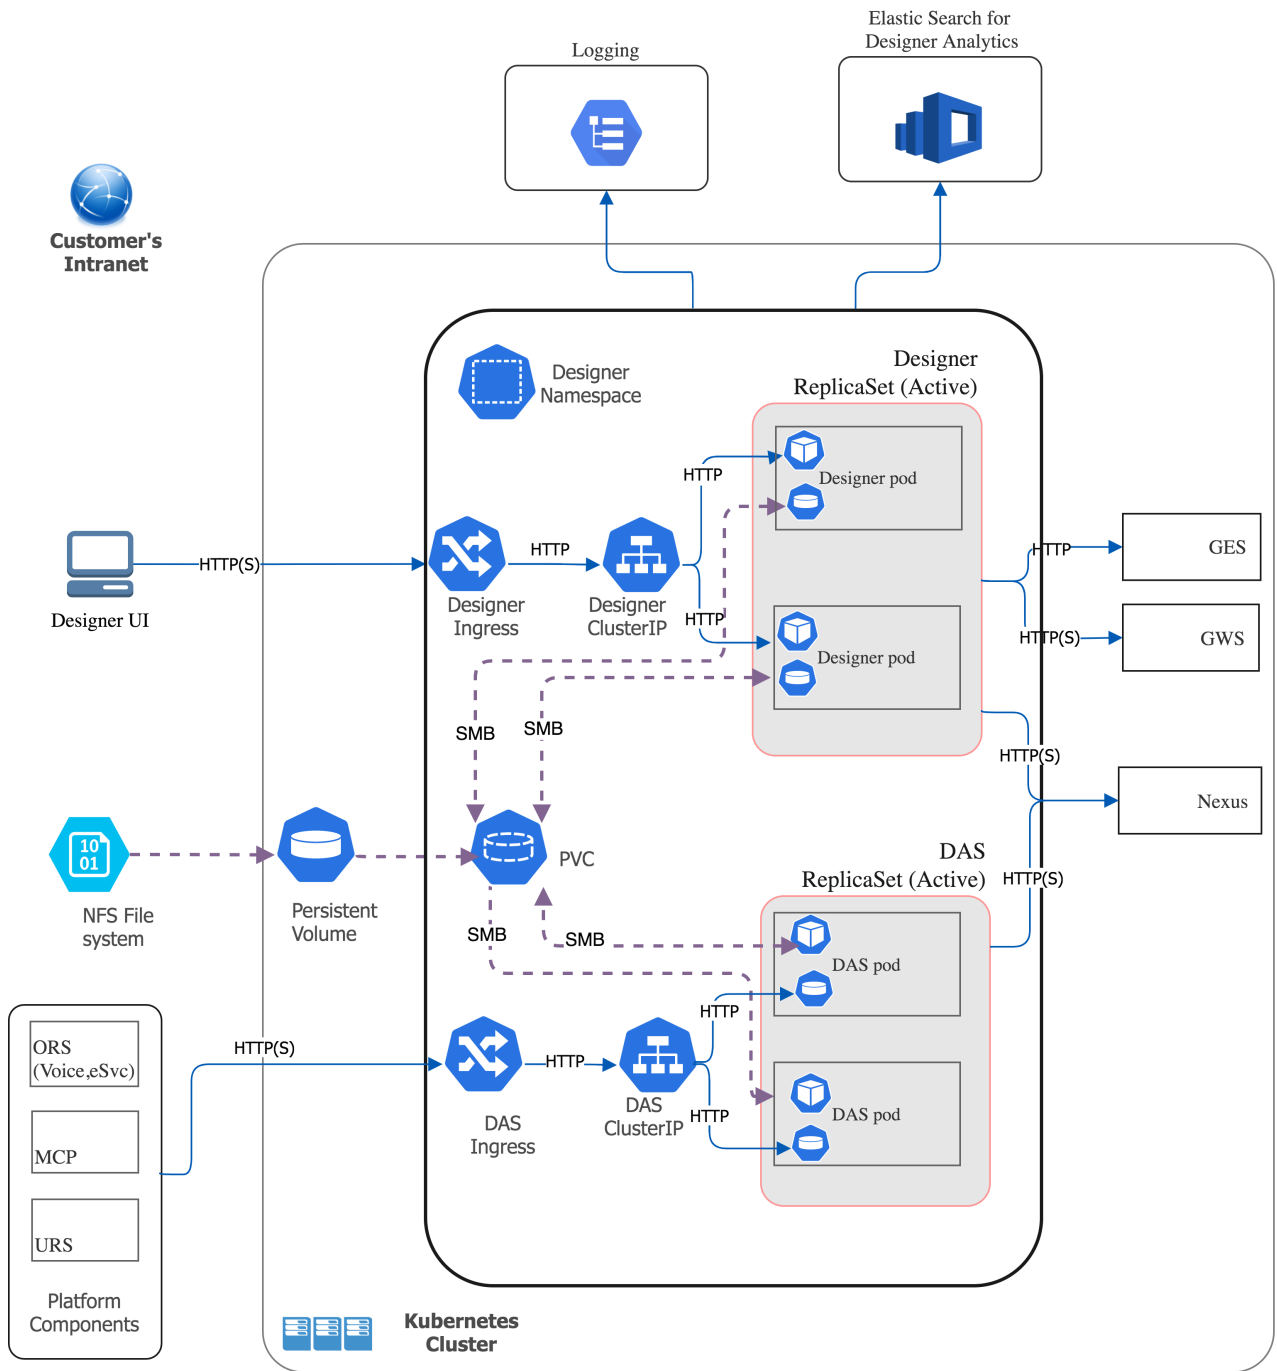 Elastic Search for
Designer Analytics
Logging
Customer's
Intranet
Designer
Namespace
Designer
ReplicaSet (Active)
HTTP
Designer pod
HTTP(S)
HTTP
HTTP
GES
Designer UI
Designer
Ingress
Designer
ClusterIP
HTTP
HTTP(S)
GWS
Designer pod
SMB
SMB
HTTP(S)
Nexus
10
01
PVC
DAS
ReplicaSet (Active)
HTTP(S)
NFS File
system
Persistent
Volume
SMB
SMB
DAS pod
HTTP
ORS
(Voice,eSvc)
HTTP(S)
HTTP
DAS
Ingress
DAS
ClusterIP
HTTP
DAS pod
MCP
URS
Platform
Components
Kubernetes
Cluster